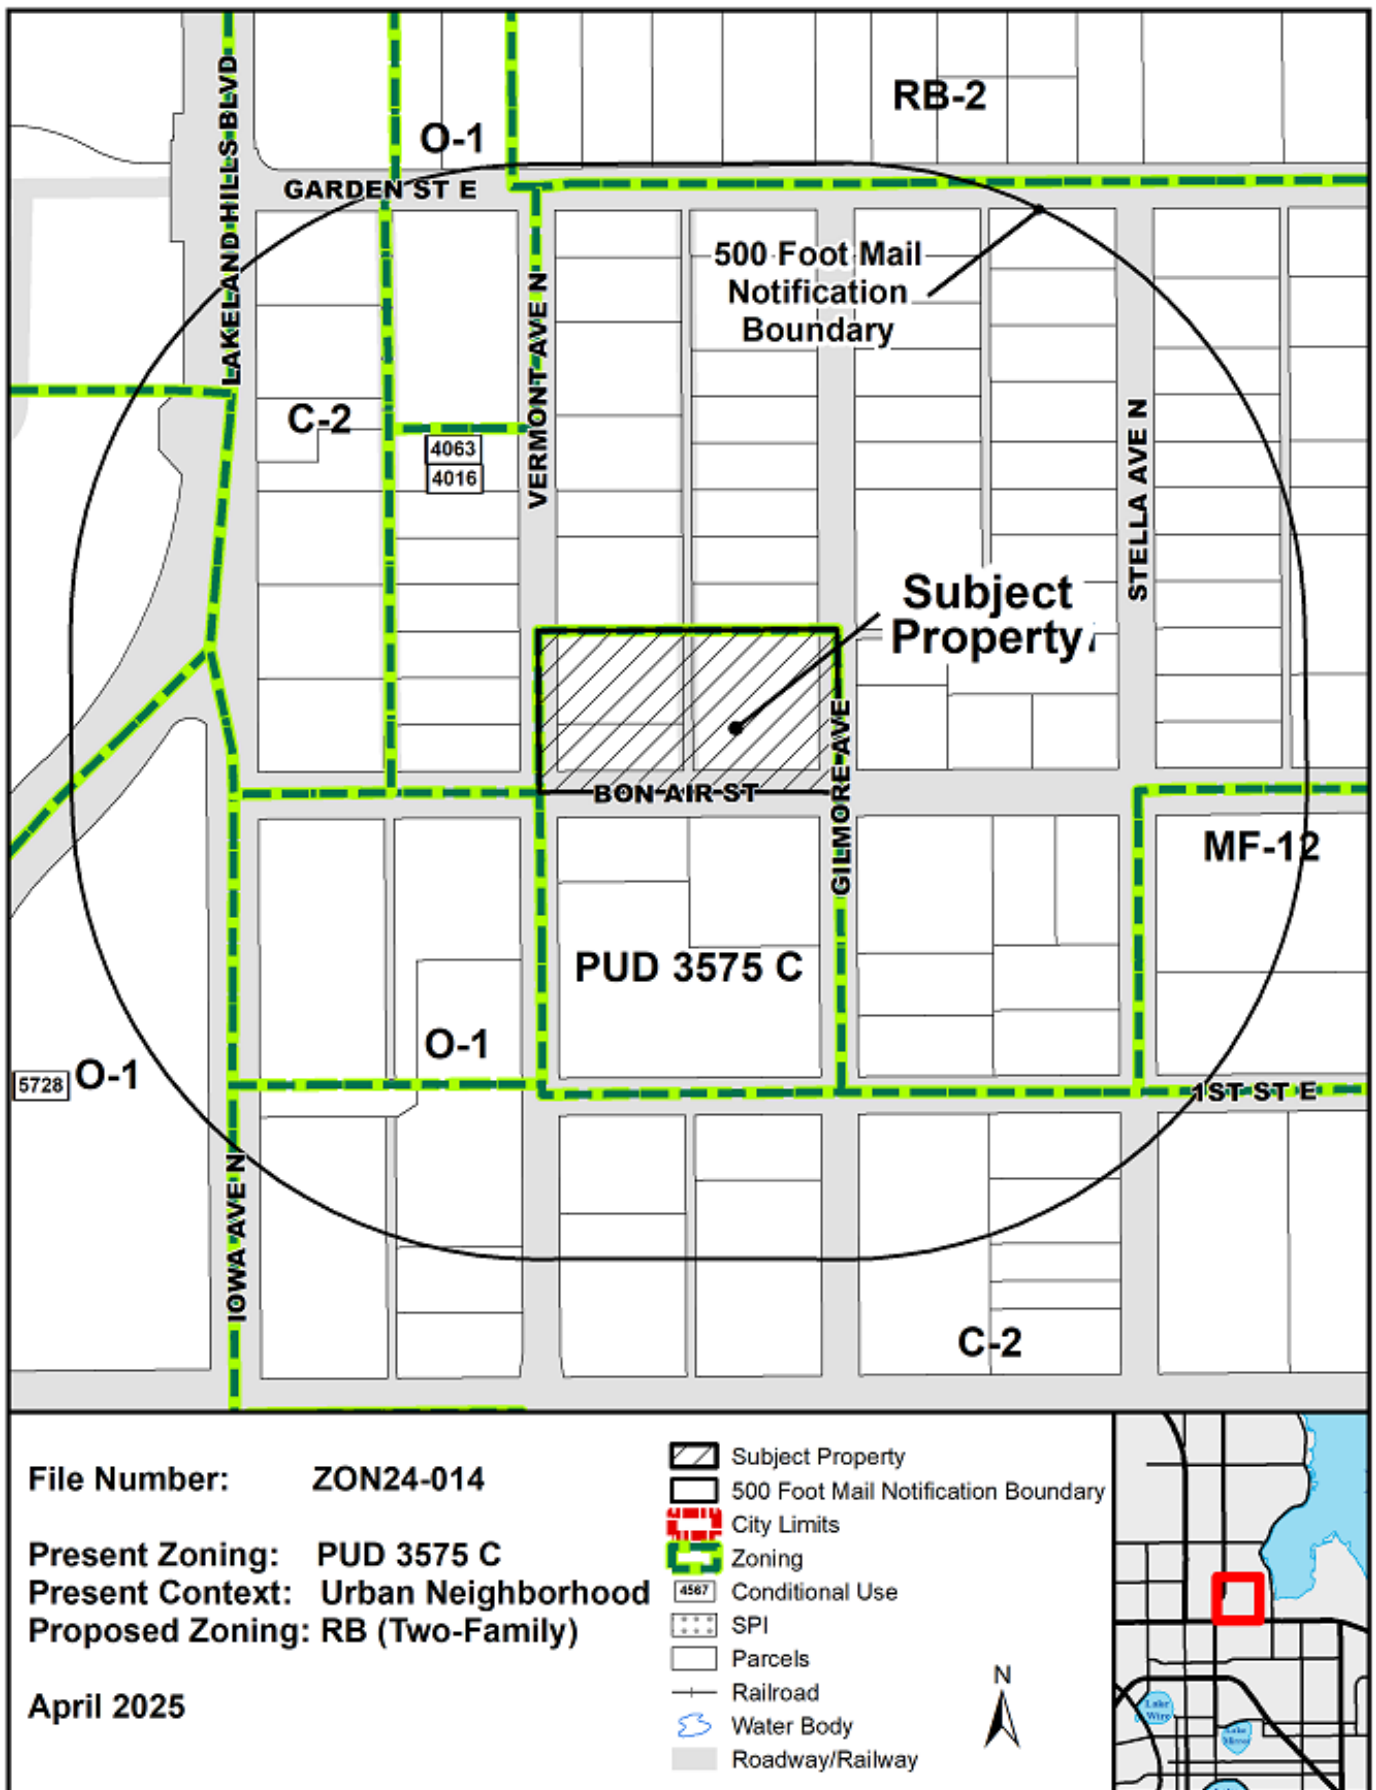 RB-2
O-1
LAKELAND HILLS BLVD
GARDEN ST E
500 Foot Mail
Notification
Boundary
VERMONT AVE N
C-2
4063
4016
STELLA AVE N
Subject
Property
BON AIR ST
GILMORE AVE
MF-12
PUD 3575 C
O-1
5728
O-1
1ST ST E
IOWA AVE N
C-2
File Number: ZON24-014
Present Zoning: PUD 3575 C
Present Context: Urban Neighborhood
Proposed Zoning: RB (Two-Family)
April 2025
Subject Property
500 Foot Mail Notification Boundary
City Limits
Zoning
4567 Conditional Use
SPI
Parcels
Railroad
Water Body
Roadway/Railway
N
Lake
Wire
Lake
Mirror